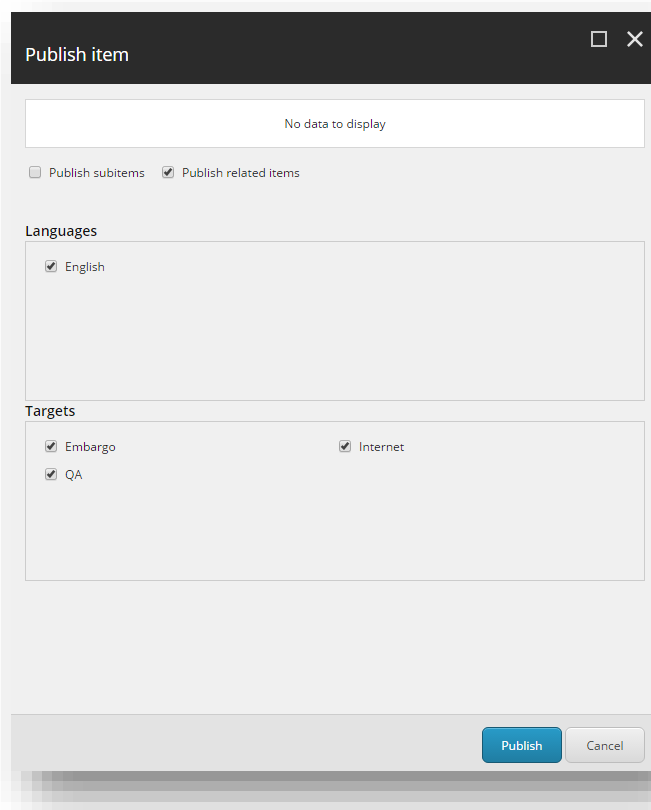 Publish item
No data to display
Publish subitems Publish related items
Languages
English
Targets
Embargo Internet
QA
Publish Cancel